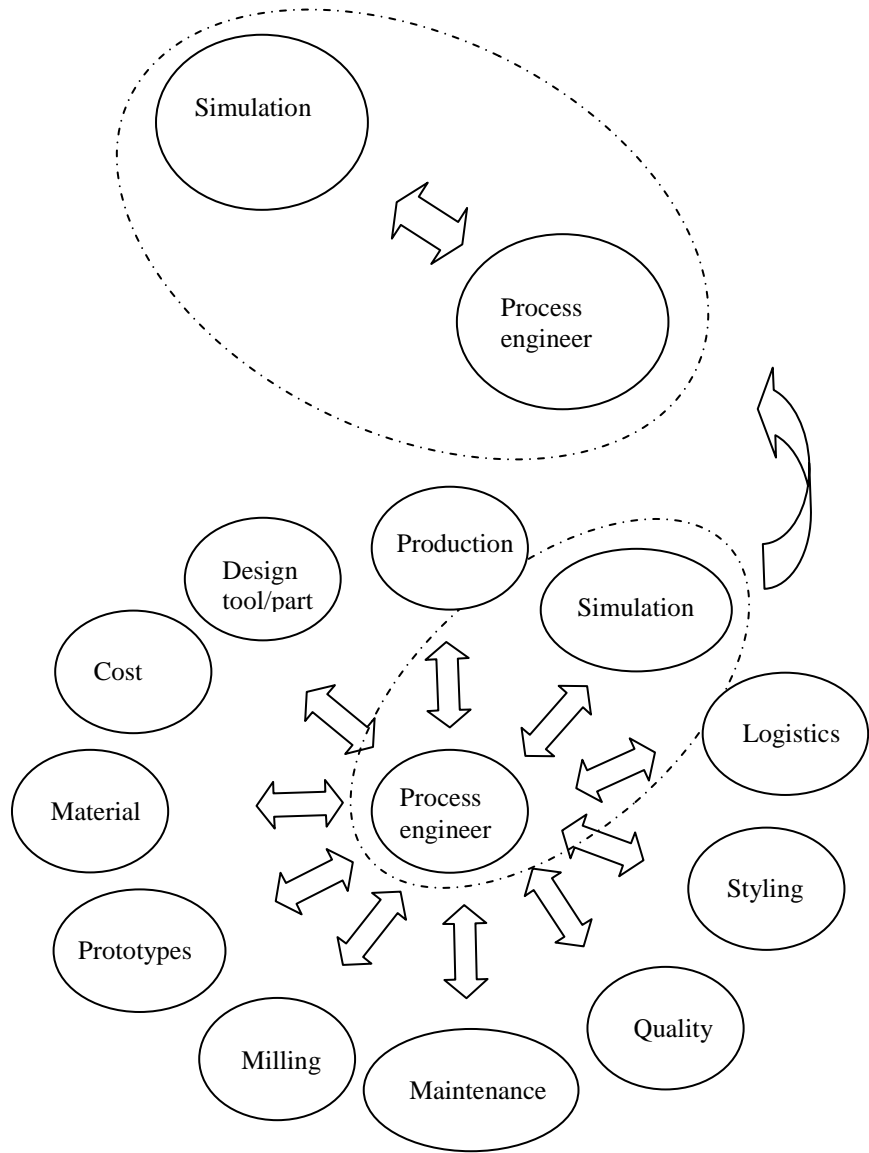 Simulation
Process
engineer
Production
Design
tool/part
Simulation
Cost
Logistics
Material
Process
engineer
Styling
Prototypes
Quality
Milling
Maintenance